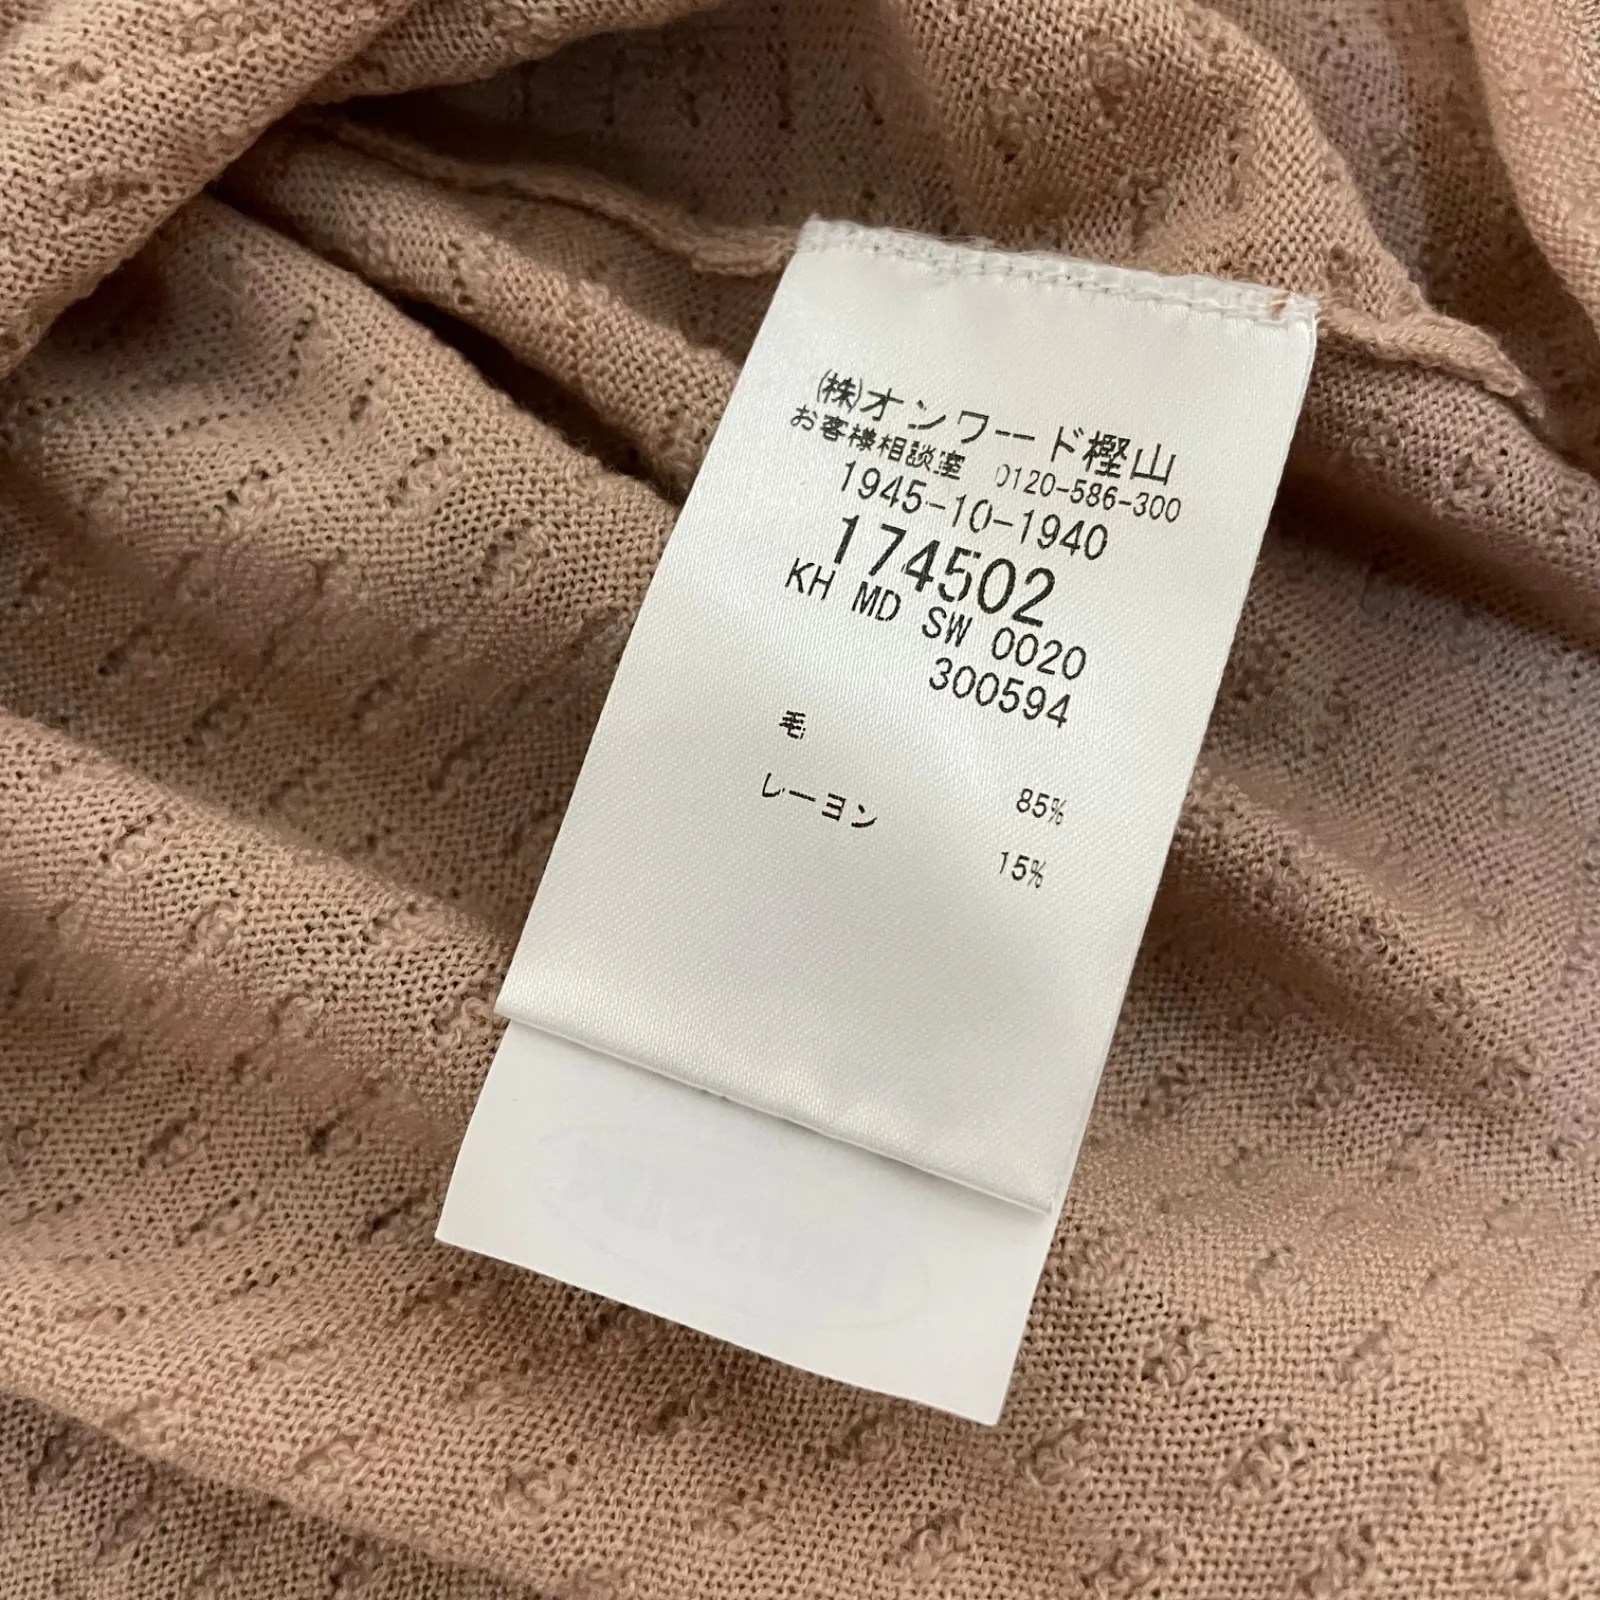 (株)オンワード樫山
お客様相談室 0120-586-300
1945-10-1940
174502
KH MD SW 0020
300594
毛 85%
レーヨン 15%